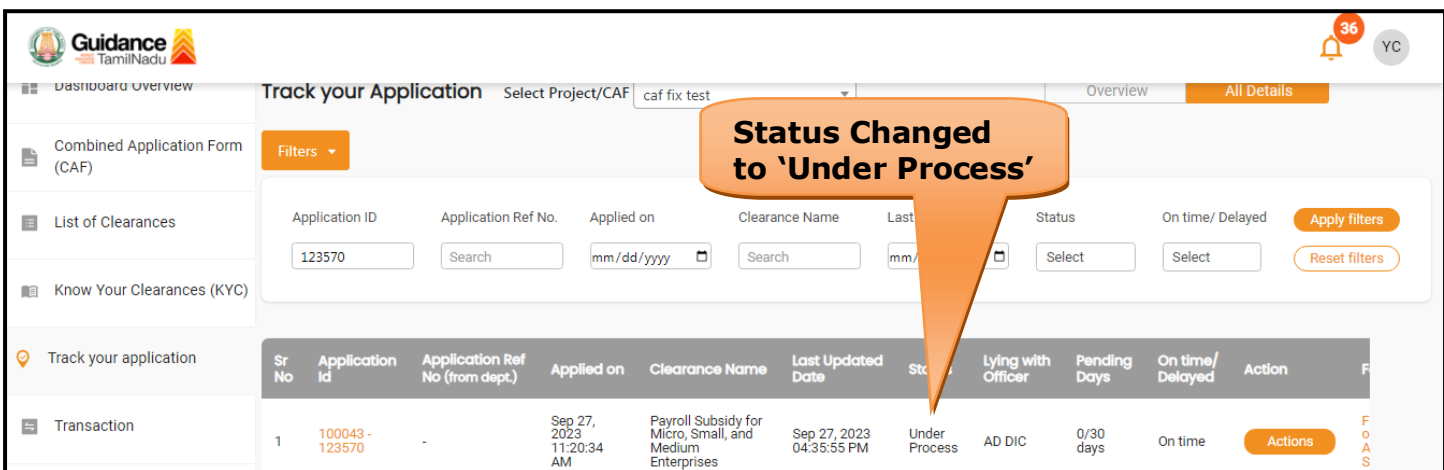 Guidance
TamilNadu
36
YC
Dashboard Overview
Track your Application
Select Project/CAF
caf fix test
Overview
All Details
Status Changed
to ‘Under Process’
Combined Application Form
(CAF)
Filters
List of Clearances
Application ID
Application Ref No.
Applied on
Clearance Name
Last
Status
On time/ Delayed
Apply filters
123570
Search
mm/dd/yyyy
Search
mm/
Select
Select
Reset filters
Know Your Clearances (KYC)
Track your application
Sr
No
Application
Id
Application Ref
No (from dept.)
Applied on
Clearance Name
Last Updated
Date
Lying with
Officer
Pending
Days
On time/
Delayed
Action
Transaction
1
100043 -
123570
-
Sep 27,
2023
11:20:34
AM
Payroll Subsidy for
Micro, Small, and
Medium
Enterprises
Sep 27, 2023
04:35:55 PM
Under
Process
AD DIC
0/30
days
On time
Actions